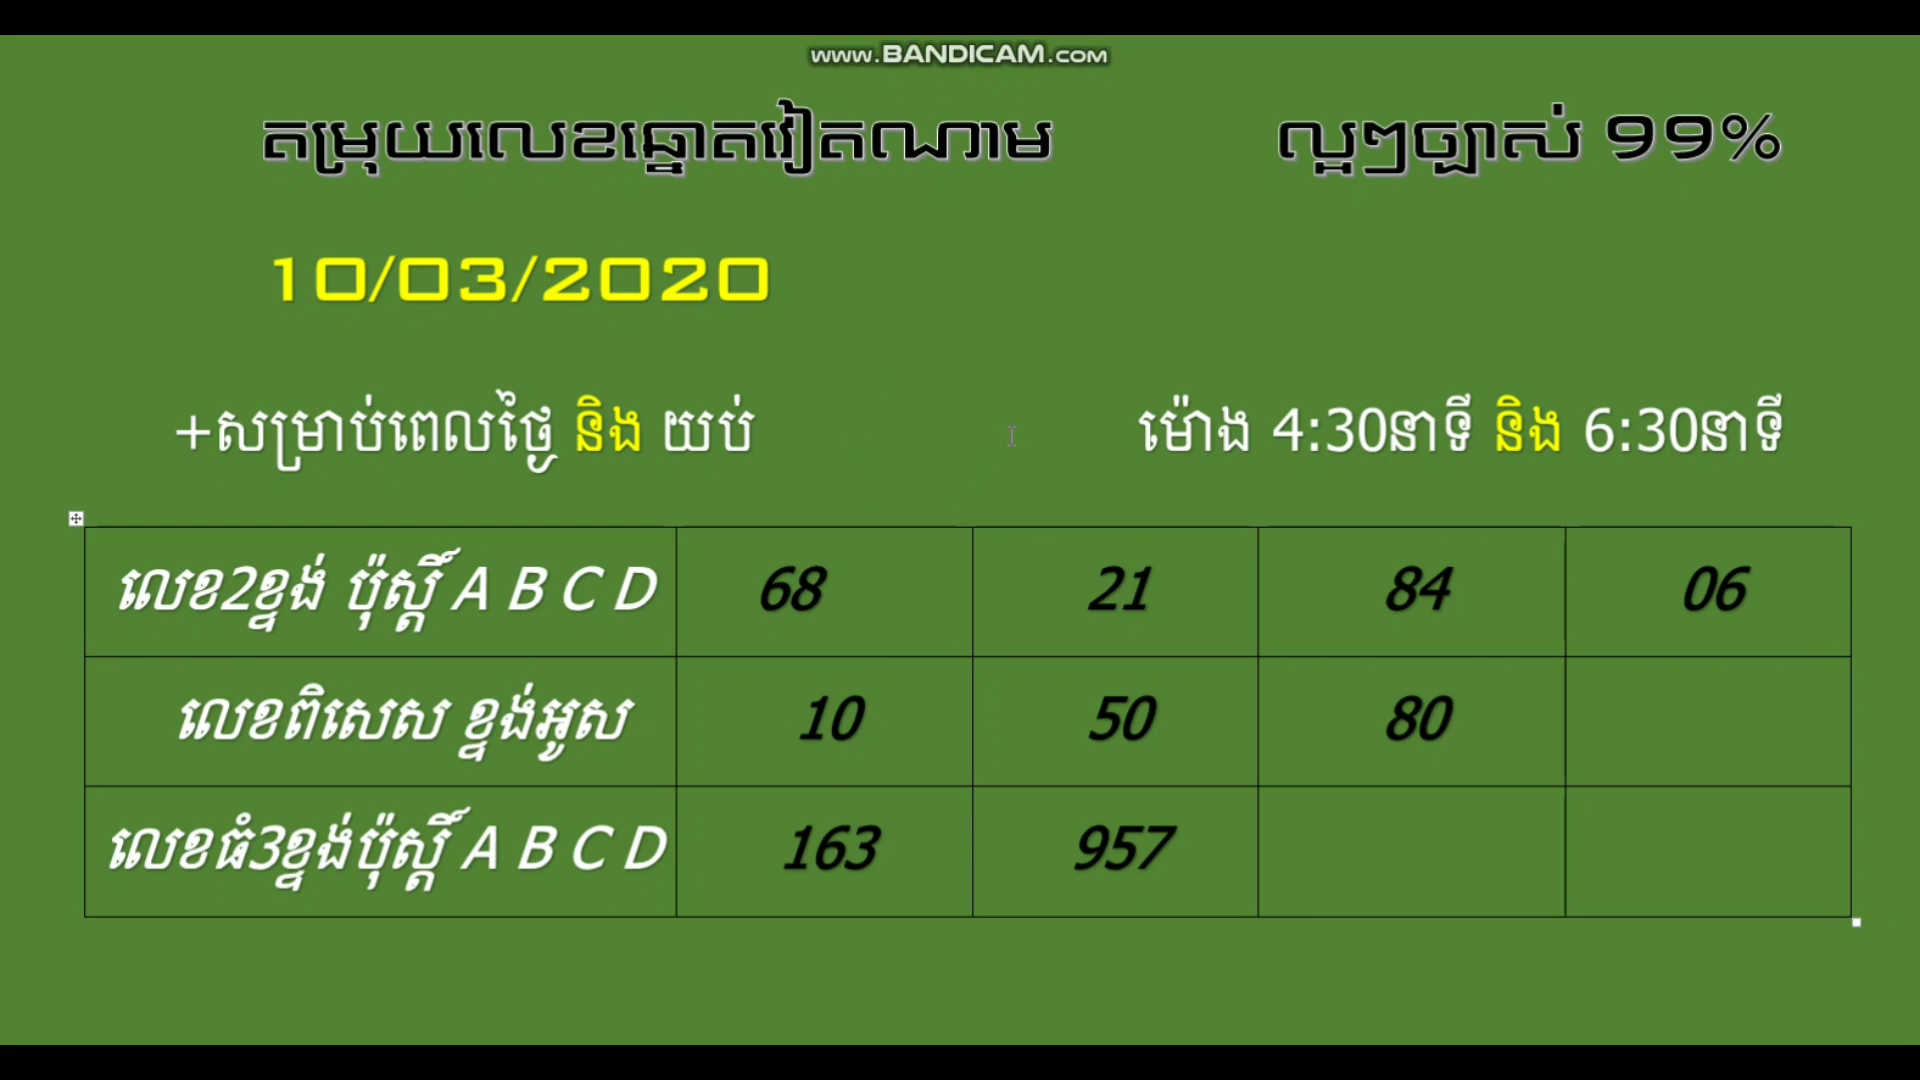 www.BANDICAM.com
តម្រុយលេខឆ្នោតវៀតណាម ល្អៗច្បាស់ ១១%
10/03/2020
+សម្រាប់ពេលថ្ងៃ និង យប់ ម៉ោង 4:30នាទី និង 6:30នាទី
លេខ2ខ្ទង់ ប៉ុស្តិ៍ A B C D 68 21 84 06
លេខពិសេស ខ្ទង់អូស 10 50 80
លេខធំ3ខ្ទង់ប៉ុស្តិ៍ A B C D 163 957